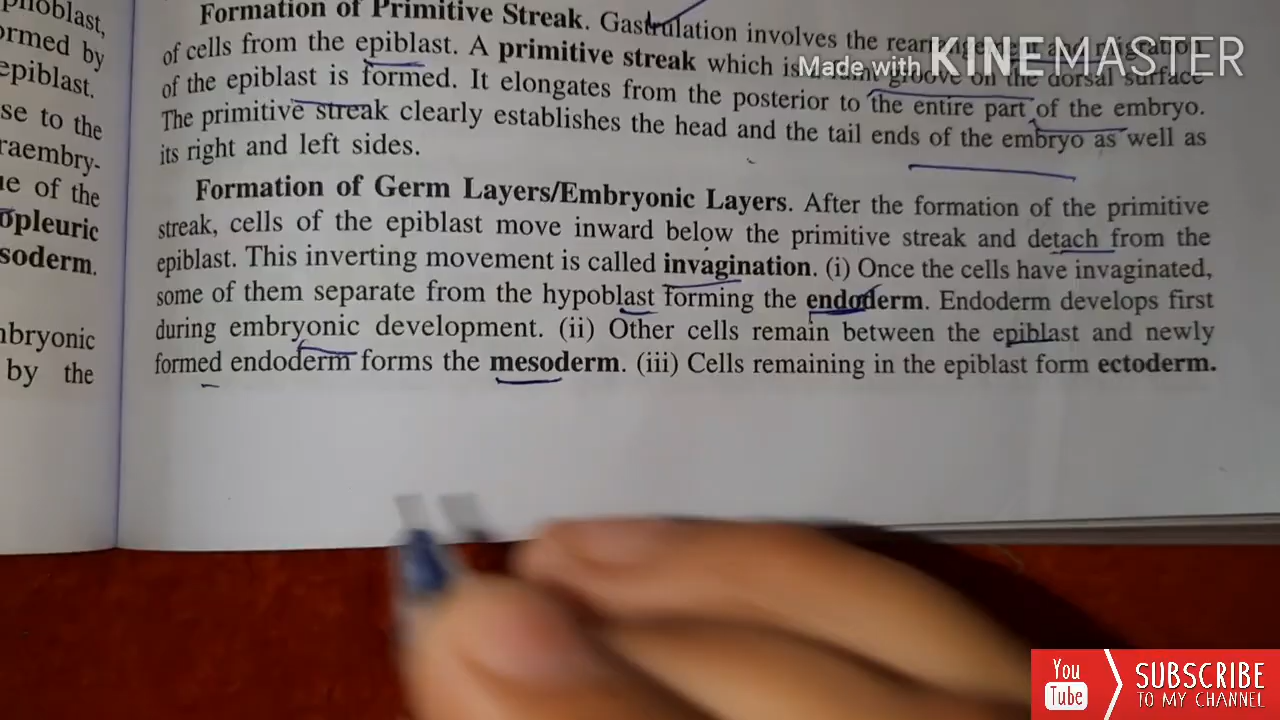 phoblast,
ormed by
epiblast.
se to the
raembry-
ue of the
opleuric
soderm.
nbryonic
by the
Formation of Primitive Streak. Gastrulation involves the rearrangement and migration
of cells from the epiblast. A primitive streak which is groove on the dorsal surface
of the epiblast is formed. It elongates from the posterior to the entire part of the embryo.
The primitive streak clearly establishes the head and the tail ends of the embryo as well as
its right and left sides.
Formation of Germ Layers/Embryonic Layers. After the formation of the primitive
streak, cells of the epiblast move inward below the primitive streak and detach from the
epiblast. This inverting movement is called invagination. (i) Once the cells have invaginated,
some of them separate from the hypoblast forming the endoderm. Endoderm develops first
during embryonic development. (ii) Other cells remain between the epiblast and newly
formed endoderm forms the mesoderm. (iii) Cells remaining in the epiblast form ectoderm.
Made with KINEMASTER
You
Tube
SUBSCRIBE
TO MY CHANNEL